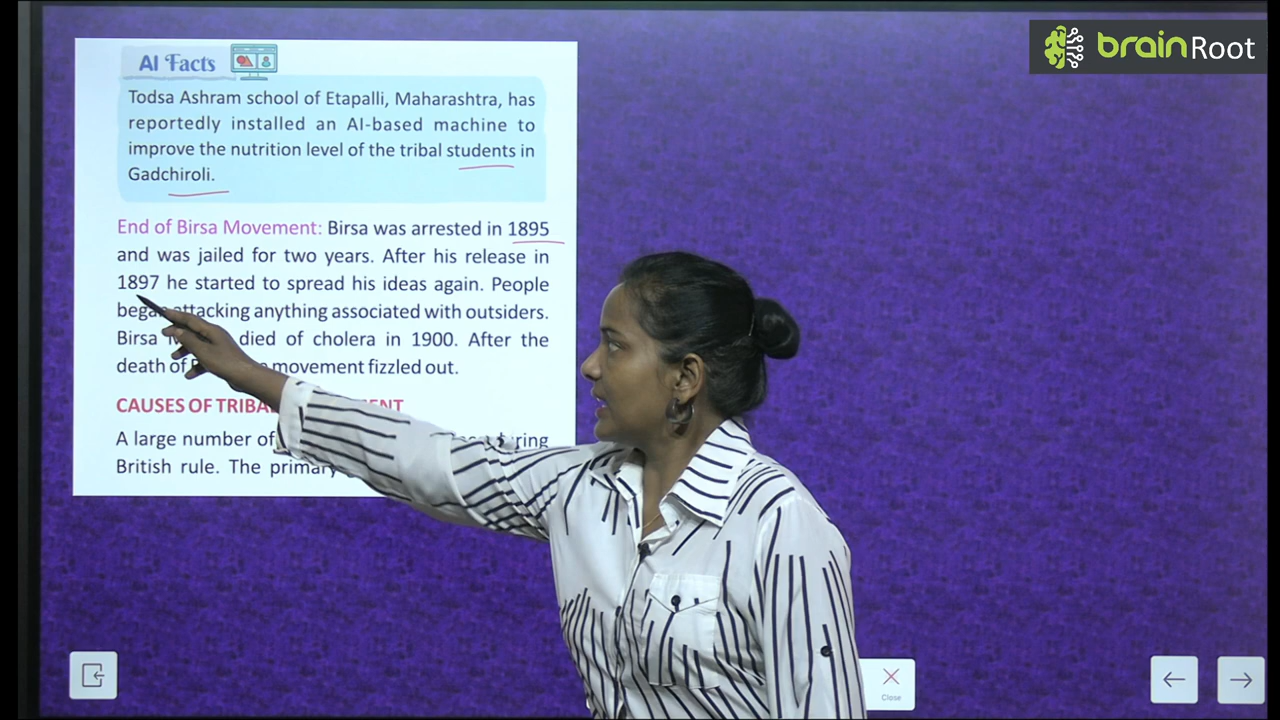 brainRoot
AI Facts
Todsa Ashram school of Etapalli, Maharashtra, has
reportedly installed an AI-based machine to
improve the nutrition level of the tribal students in
Gadchiroli.
End of Birsa Movement: Birsa was arrested in 1895
and was jailed for two years. After his release in
1897 he started to spread his ideas again. People
began attacking anything associated with outsiders.
Birsa died of cholera in 1900. After the
death of movement fizzled out.
CAUSES OF TRIBAL
A large number of
British rule. The primary
Close